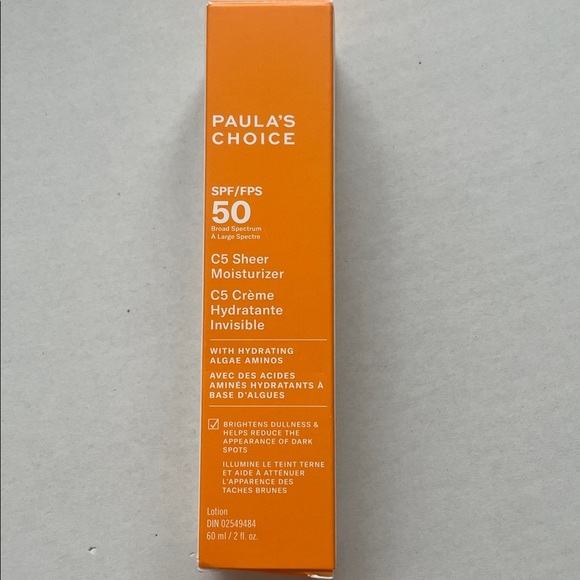 PAULA'S
CHOICE
SPF/FPS
50
Broad Spectrum
À Large Spectre
C5 Sheer
Moisturizer
C5 Crème
Hydratante
Invisible
WITH HYDRATING
ALGAE AMINOS
AVEC DES ACIDES
AMINÉS HYDRATANTS À
BASE D'ALGUES
BRIGHTENS DULLNESS &
HELPS REDUCE THE
APPEARANCE OF DARK
SPOTS
ILLUMINE LE TEINT TERNE
ET AIDE À ATTÉNUER
L'APPARENCE DES
TACHES BRUNES
Lotion
DIN 02549484
60 ml / 2 fl. oz.